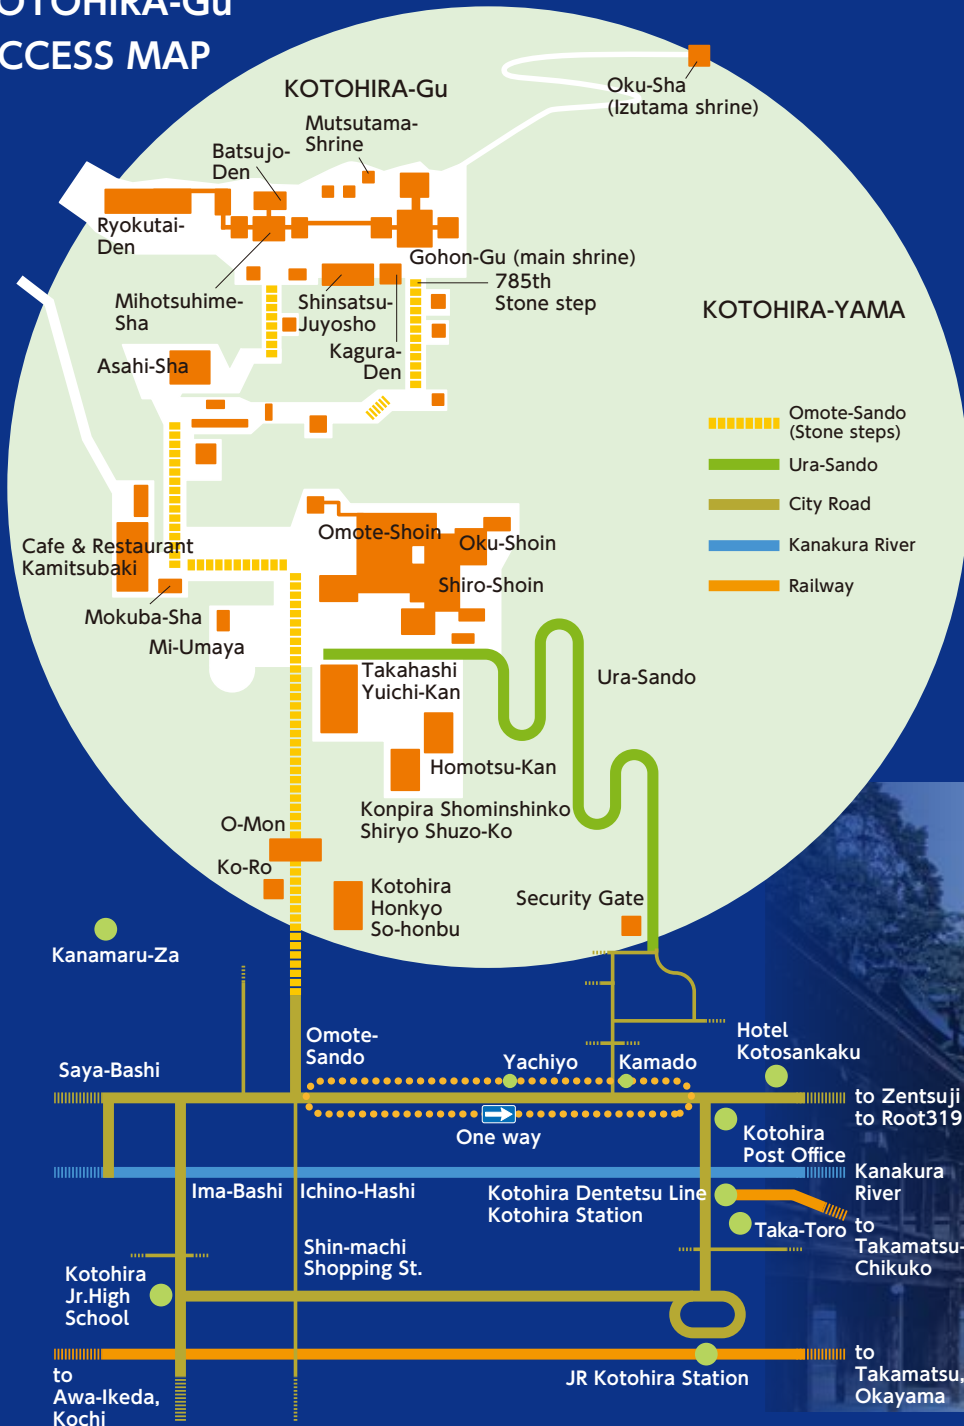 OTOHIRA-Gu
CCESS MAP
KOTOHIRA-Gu
Oku-Sha
(Izutama shrine)
Mutsutama-
Shrine
Batsujo-
Den
Ryokutai-
Den
Gohon-Gu (main shrine)
785th
Stone step
Mihotsuhime-
Sha
Shinsatsu-
Juyosho
Kagura-
Den
KOTOHIRA-YAMA
Asahi-Sha
Omote-Sando
(Stone steps)
Ura-Sando
City Road
Kanakura River
Railway
Omote-Shoin
Oku-Shoin
Shiro-Shoin
Cafe & Restaurant
Kamitsubaki
Mokuba-Sha
Mi-Umaya
Takahashi
Yuichi-Kan
Ura-Sando
Homotsu-Kan
Konpira Shominshinko
Shiryo Shuzo-Ko
O-Mon
Ko-Ro
Kotohira
Honkyo
So-honbu
Security Gate
Kanamaru-Za
Omote-
Sando
Saya-Bashi
Yachiyo
Kamado
Hotel
Kotosankaku
to Zentsuji
to Root319
One way
Kotohira
Post Office
Kanakura
River
Ima-Bashi
Ichino-Hashi
Kotohira Dentetsu Line
Kotohira Station
Taka-Toro
to
Takamatsu-
Chikuko
Shin-machi
Shopping St.
Kotohira
Jr.High
School
to
Awa-Ikeda,
Kochi
JR Kotohira Station
to
Takamatsu,
Okayama